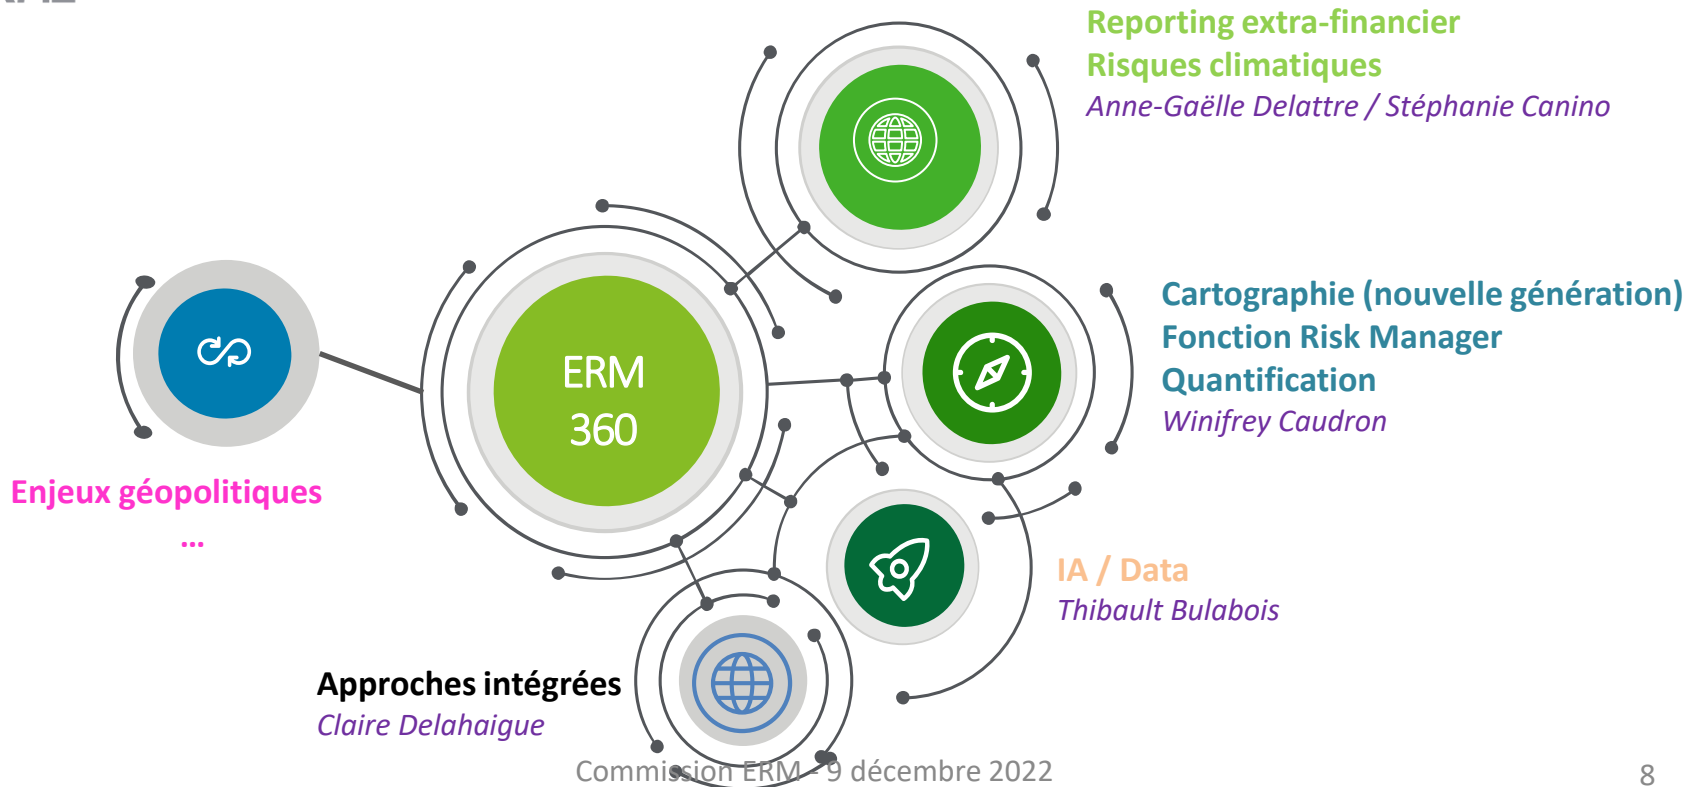 Reporting extra-financier
Risques climatiques
Anne-Gaëlle Delattre / Stéphanie Canino
Cartographie (nouvelle génération)
Fonction Risk Manager
Quantification
Winifrey Caudron
ERM
360
Enjeux géopolitiques
...
IA / Data
Thibault Bulabois
Approches intégrées
Claire Delahaigue
Commission ERM - 9 décembre 2022
8